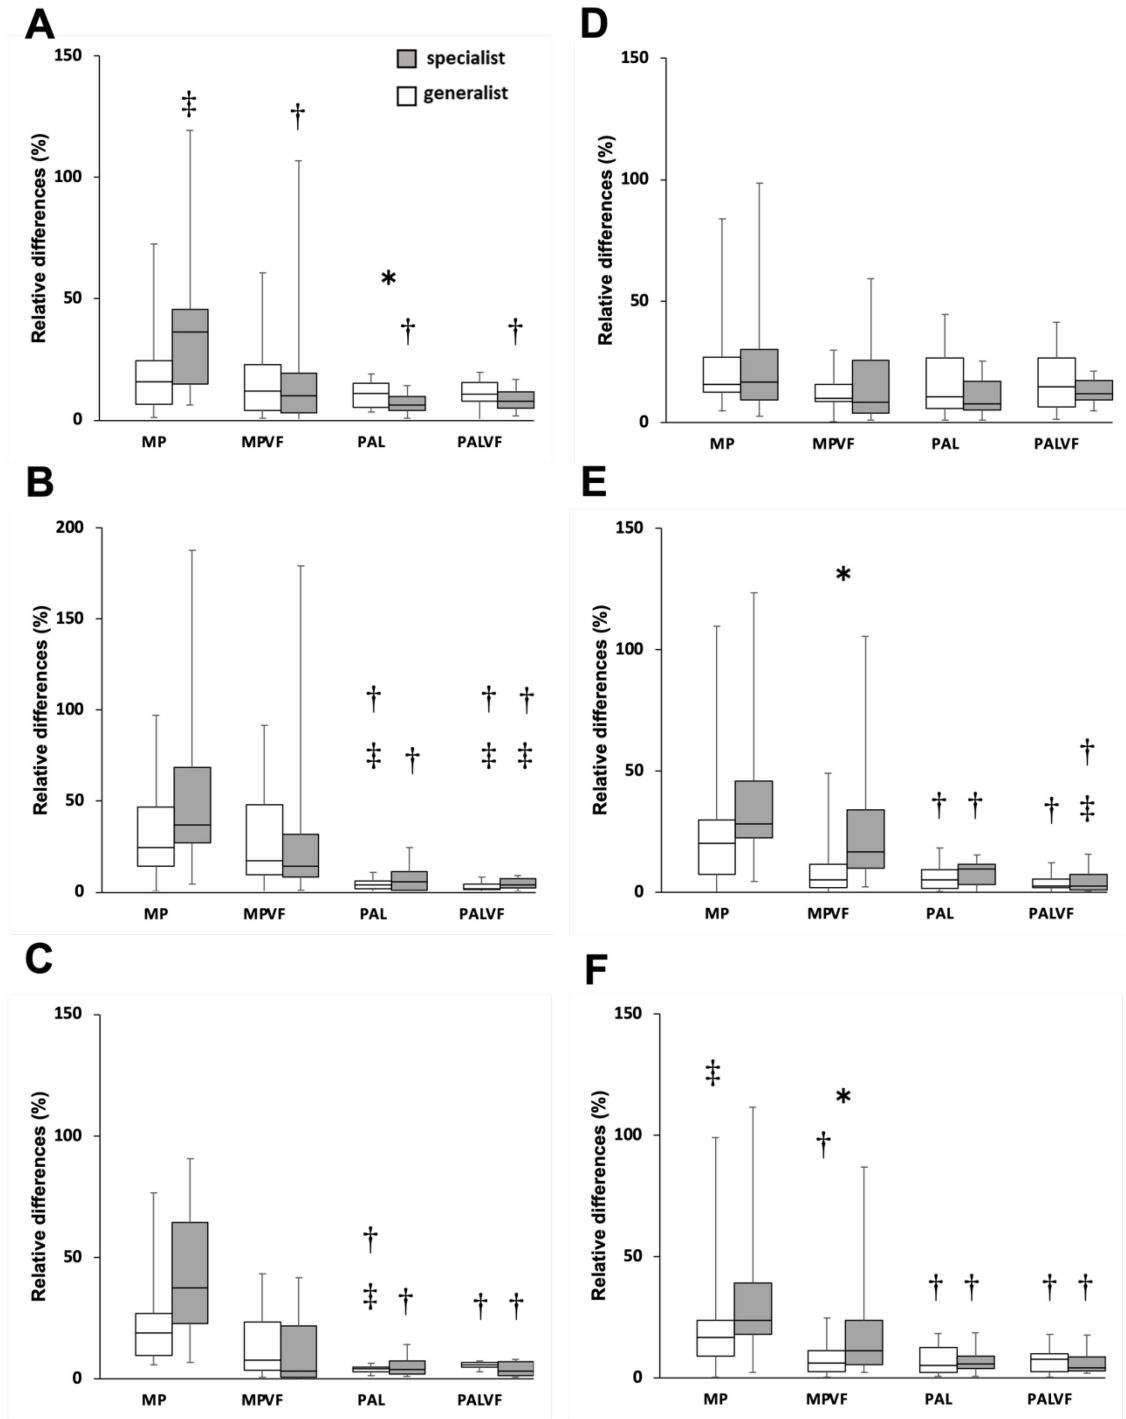 A
150
100
50
0
Relative differences (%)
specialist
generalist
‡
†
*
†
†
MP
MPVF
PAL
PALVF
D
150
100
50
0
Relative differences (%)
MP
MPVF
PAL
PALVF
B
200
150
100
50
0
Relative differences (%)
† † †
‡ † ‡ ‡
MP
MPVF
PAL
PALVF
E
150
100
50
0
Relative differences (%)
*
†
† † † ‡
MP
MPVF
PAL
PALVF
C
150
100
50
0
Relative differences (%)
†
‡ † † †
MP
MPVF
PAL
PALVF
F
150
100
50
0
Relative differences (%)
‡
*
†
† † † †
MP
MPVF
PAL
PALVF